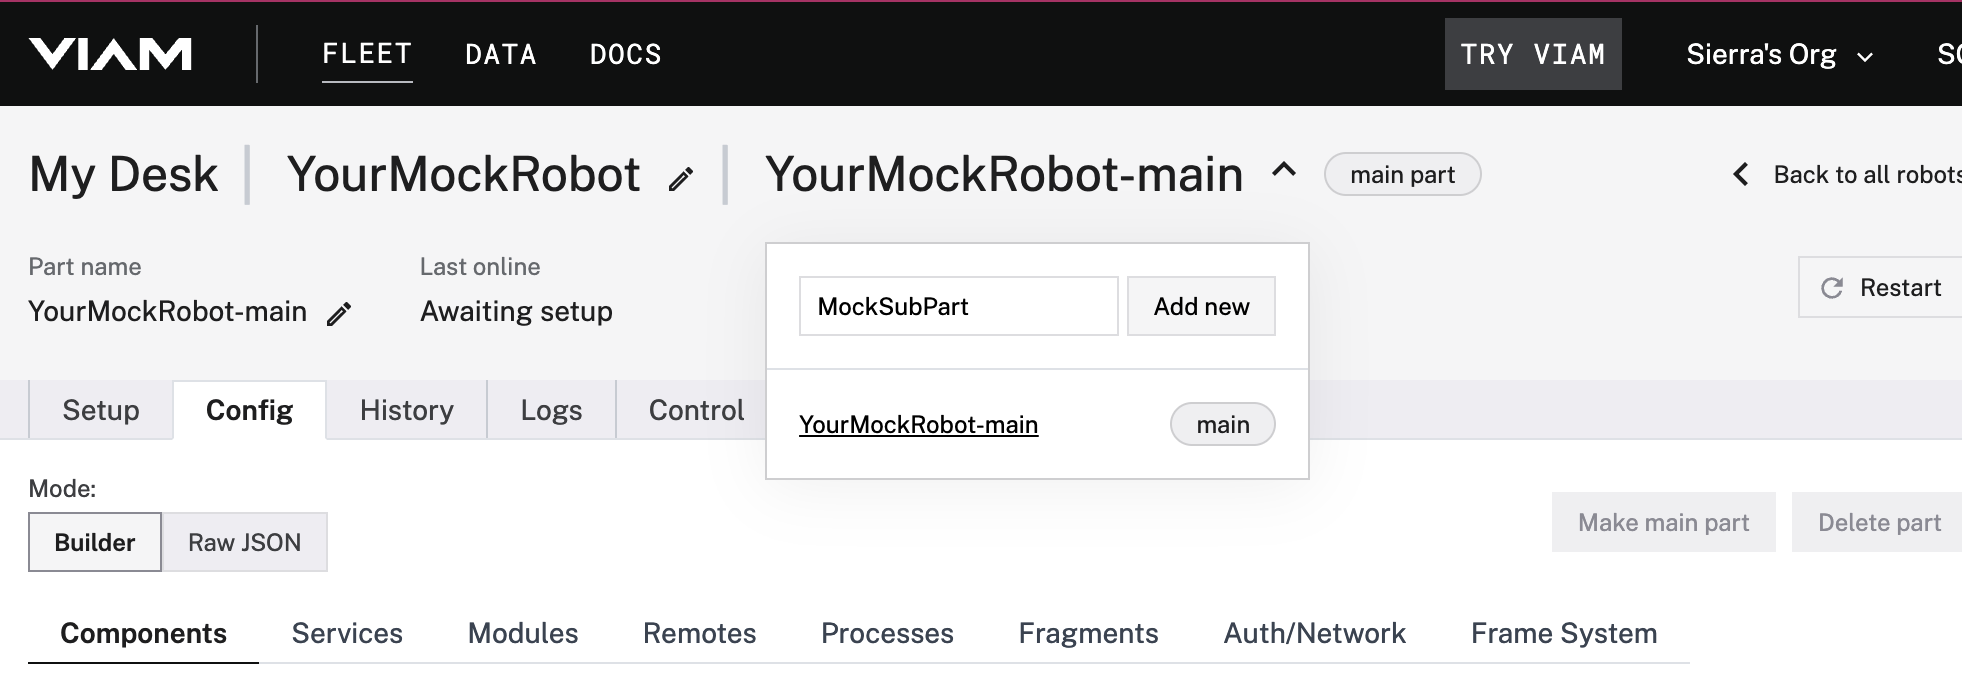 VIAM FLEET DATA DOCS TRY VIAM Sierra's Org
My Desk YourMockRobot YourMockRobot-main main part Back to all robots
Part name Last online
YourMockRobot-main Awaiting setup
MockSubPart Add new
Restart
YourMockRobot-main main
Setup Config History Logs Control
Mode:
Builder Raw JSON
Make main part Delete part
Components Services Modules Remotes Processes Fragments Auth/Network Frame System